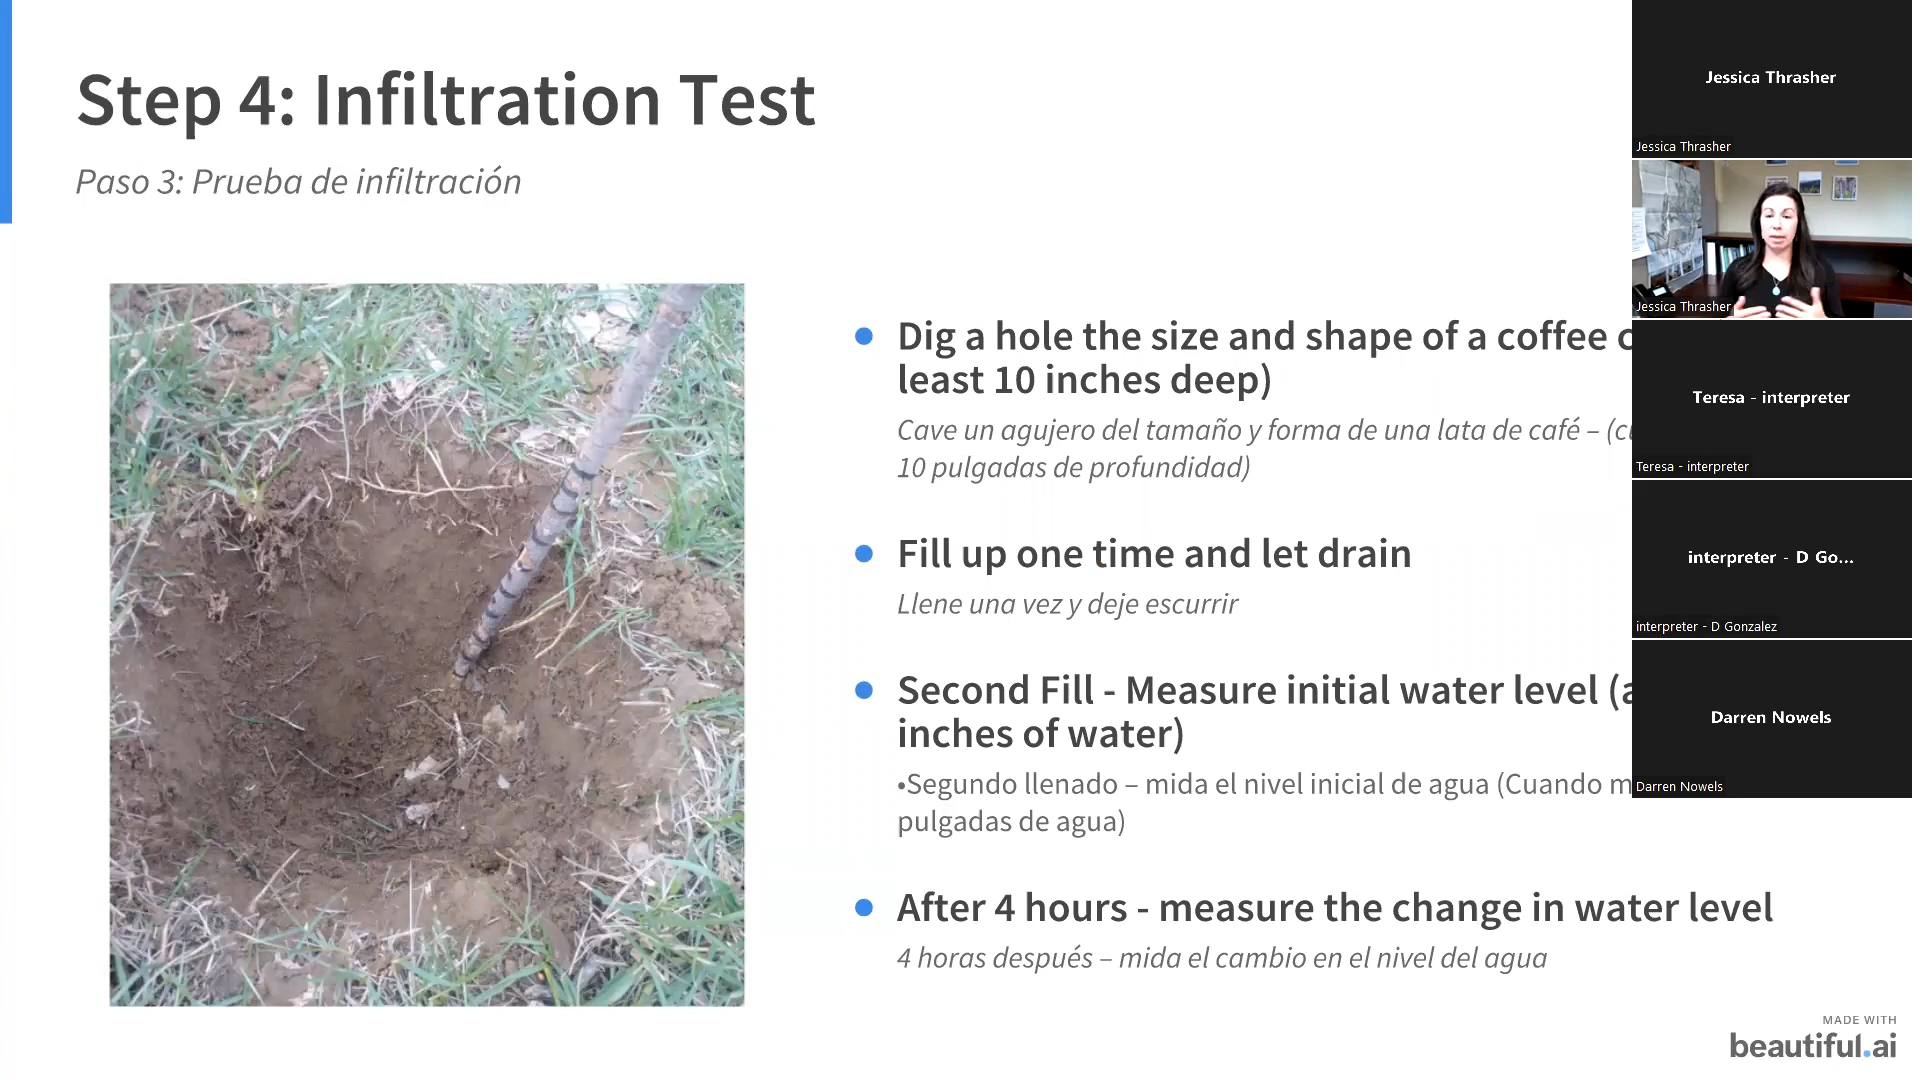 Step 4: Infiltration Test
Paso 3: Prueba de infiltración
Dig a hole the size and shape of a coffee
least 10 inches deep)
Cave un agujero del tamaño y forma de una lata de café – (
10 pulgadas de profundidad)
Fill up one time and let drain
Llene una vez y deje escurrir
Second Fill - Measure initial water level (
inches of water)
•Segundo llenado – mida el nivel inicial de agua (Cuando
pulgadas de agua)
After 4 hours - measure the change in water level
4 horas después – mida el cambio en el nivel del agua
MADE WITH
beautiful.ai
Jessica Thrasher
Jessica Thrasher
Jessica Thrasher
Teresa - interpreter
Teresa - interpreter
interpreter - D Go...
interpreter - D Gonzalez
Darren Nowels
Darren Nowels